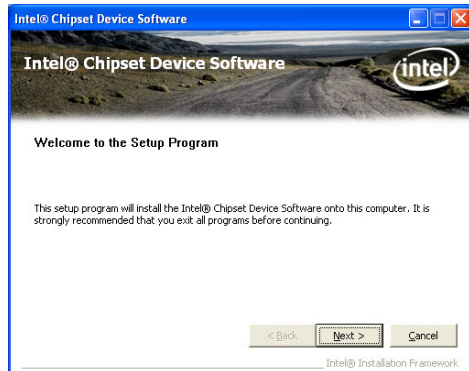 Intel® Chipset Device Software
Intel® Chipset Device Software
intel
Welcome to the Setup Program
This setup program will install the Intel® Chipset Device Software onto this computer. It is
strongly recommended that you exit all programs before continuing.
< Back
Next >
Cancel
Intel® Installation Framework